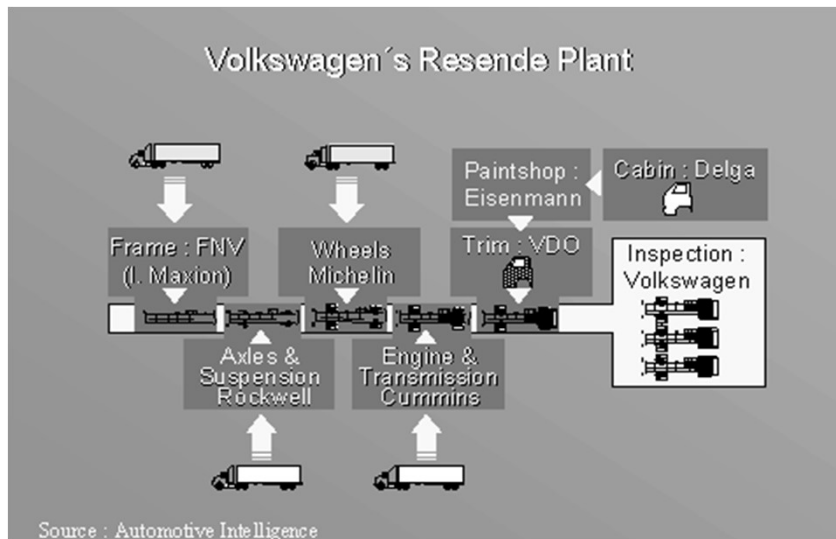 Volkswagen´s Resende Plant
Paintshop :
Eisenmann
Cabin : Delga
Frame : FNV
(I. Maxion)
Wheels
Michelin
Trim : VDO
Inspection :
Volkswagen
Axles &
Suspension
Rockwell
Engine &
Transmission
Cummins
Source : Automotive Intelligence